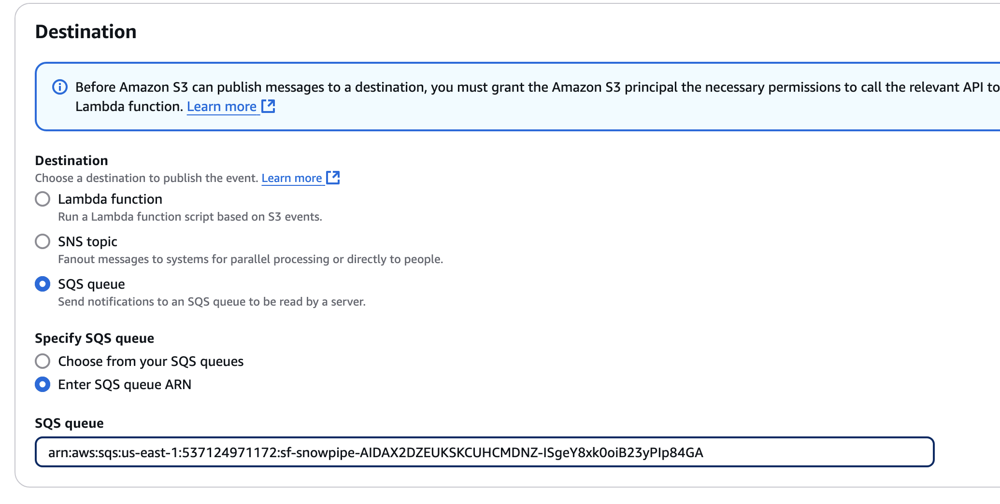 Destination
Before Amazon S3 can publish messages to a destination, you must grant the Amazon S3 principal the necessary permissions to call the relevant API to
Lambda function. Learn more
Destination
Choose a destination to publish the event. Learn more
Lambda function
Run a Lambda function script based on S3 events.
SNS topic
Fanout messages to systems for parallel processing or directly to people.
SQS queue
Send notifications to an SQS queue to be read by a server.
Specify SQS queue
Choose from your SQS queues
Enter SQS queue ARN
SQS queue
arn:aws:sqs:us-east-1:537124971172:sf-snowpipe-AIDAX2DZEUKSKCUHCMDNZ-ISgeY8xk0oiB23yPIp84GA